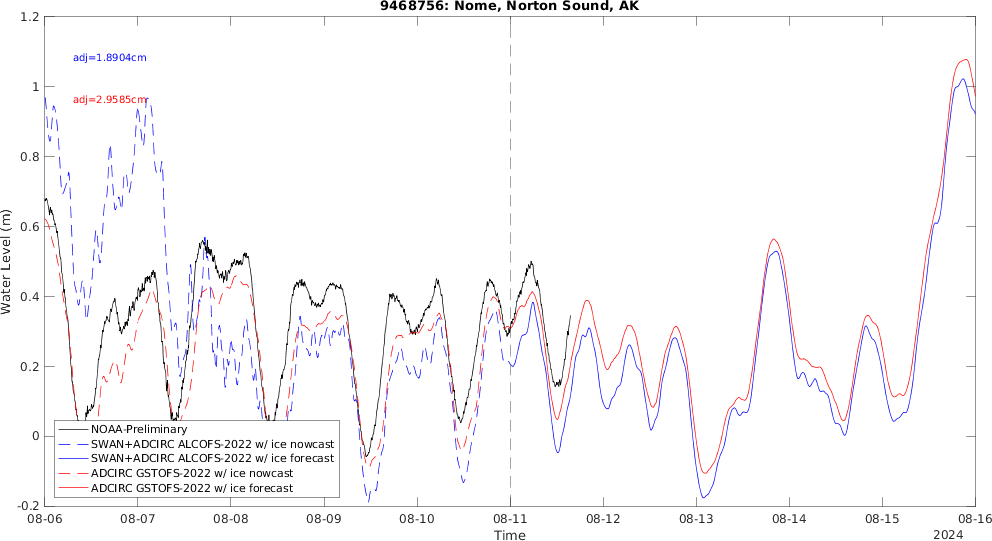 9468756: Nome, Norton Sound, AK
1.2
adj=1.8904cm
1
adj=2.9585cm
0.8
0.6
Water Level (m)
0.4
0.2
0
-0.2
NOAA-Preliminary
SWAN+ADCIRC ALCOFS-2022 w/ ice nowcast
SWAN+ADCIRC ALCOFS-2022 w/ ice forecast
ADCIRC GSTOFS-2022 w/ ice nowcast
ADCIRC GSTOFS-2022 w/ ice forecast
08-06 08-07 08-08 08-09 08-10 08-11 08-12 08-13 08-14 08-15 08-16
Time
2024